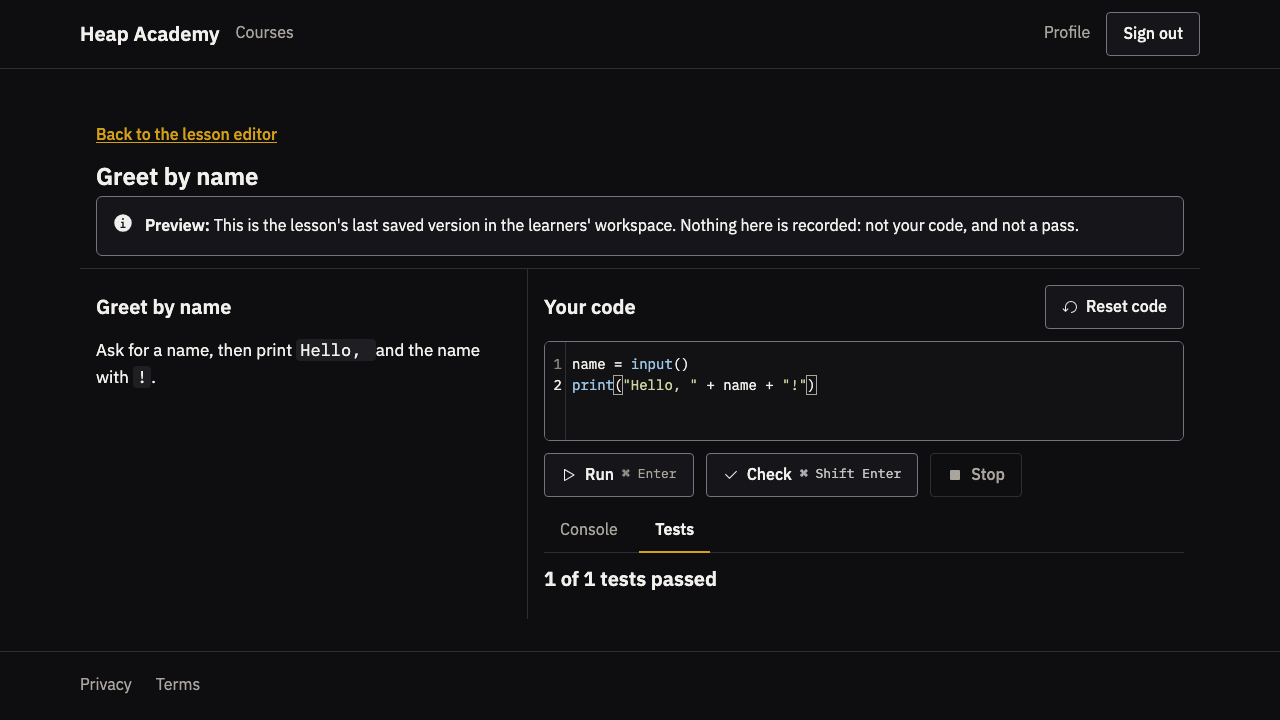 Heap Academy Courses Profile Sign out
Back to the lesson editor
Greet by name
Preview: This is the lesson's last saved version in the learners' workspace. Nothing here is recorded: not your code, and not a pass.
Greet by name
Ask for a name, then print Hello, and the name
with !.
Your code
Reset code
1 name = input()
2 print("Hello, " + name + "!")
Run ⌘ Enter Check ⌘ Shift Enter Stop
Console Tests
1 of 1 tests passed
Privacy Terms